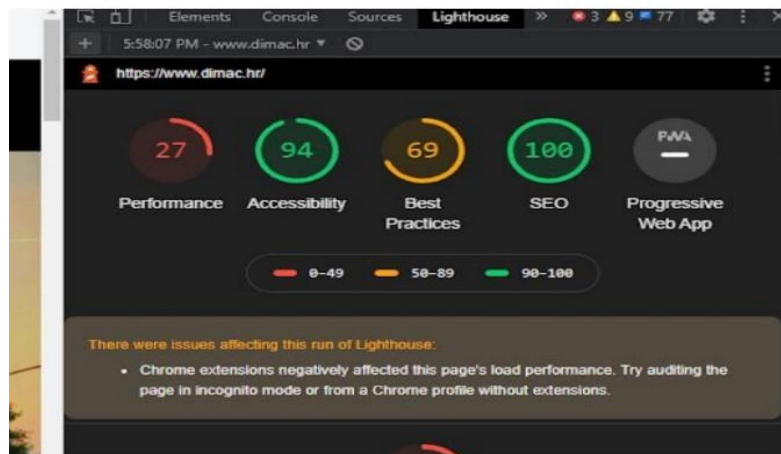 Elements Console Sources Lighthouse » 3 9 77
+ 5:58:07 PM - www.dimac.hr
https://www.dimac.hr/
27 94 69 100 PWA
Performance Accessibility Best Practices SEO Progressive Web App
0-49 50-89 90-100
There were issues affecting this run of Lighthouse:
• Chrome extensions negatively affected this page's load performance. Try auditing the
page in incognito mode or from a Chrome profile without extensions.